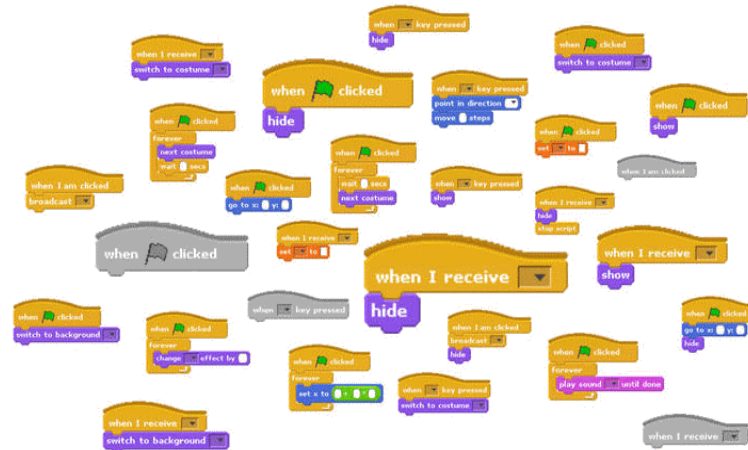 when key pressed
hide
when I receive
switch to costume
when clicked
switch to costume
when clicked
hide
when key pressed
point in direction
move steps
when clicked
show
when clicked
forever
next costume
wait secs
when clicked
forever
wait secs
next costume
when clicked
set to
when I am clicked
when I am clicked
broadcast
when clicked
go to x: y:
when key pressed
show
when I receive
hide
stop script
when clicked
when I receive
set to
when I receive
hide
when I receive
show
when clicked
switch to background
when key pressed
when clicked
go to x: y:
hide
when clicked
forever
change effect by
when I am clicked
broadcast
hide
when clicked
forever
set x to + *
when key pressed
switch to costume
when clicked
forever
play sound until done
when I receive
switch to background
when I receive